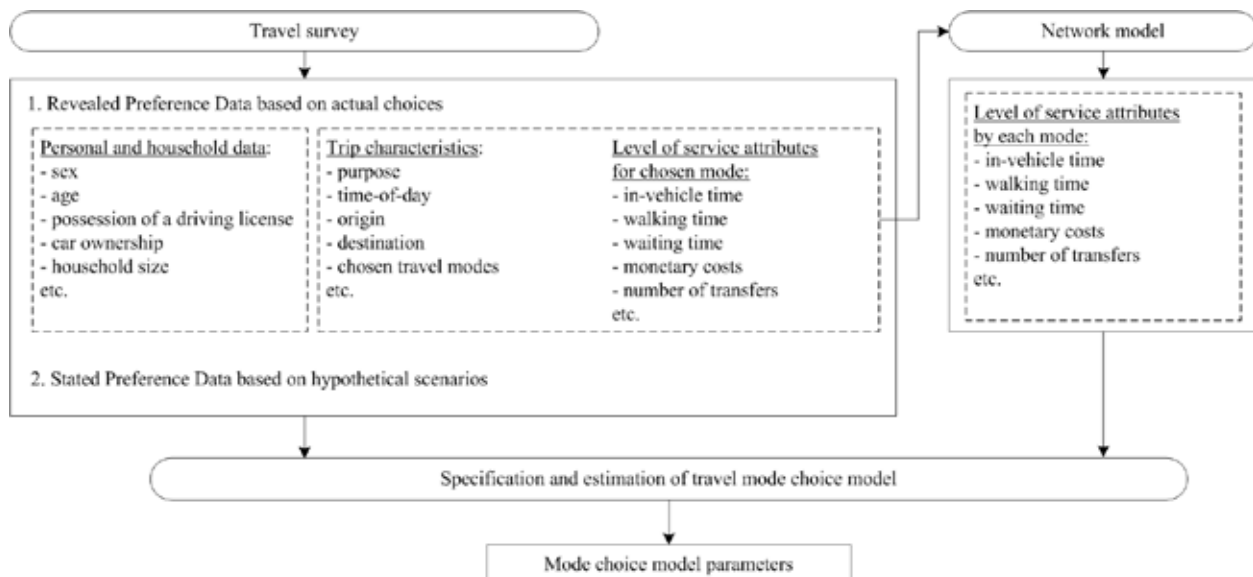 Travel survey
Network model
1. Revealed Preference Data based on actual choices
Personal and household data:
- sex
- age
- possession of a driving license
- car ownership
- household size
etc.
Trip characteristics:
- purpose
- time-of-day
- origin
- destination
- chosen travel modes
etc.
Level of service attributes
for chosen mode:
- in-vehicle time
- walking time
- waiting time
- monetary costs
- number of transfers
etc.
Level of service attributes
by each mode:
- in-vehicle time
- walking time
- waiting time
- monetary costs
- number of transfers
etc.
2. Stated Preference Data based on hypothetical scenarios
Specification and estimation of travel mode choice model
Mode choice model parameters